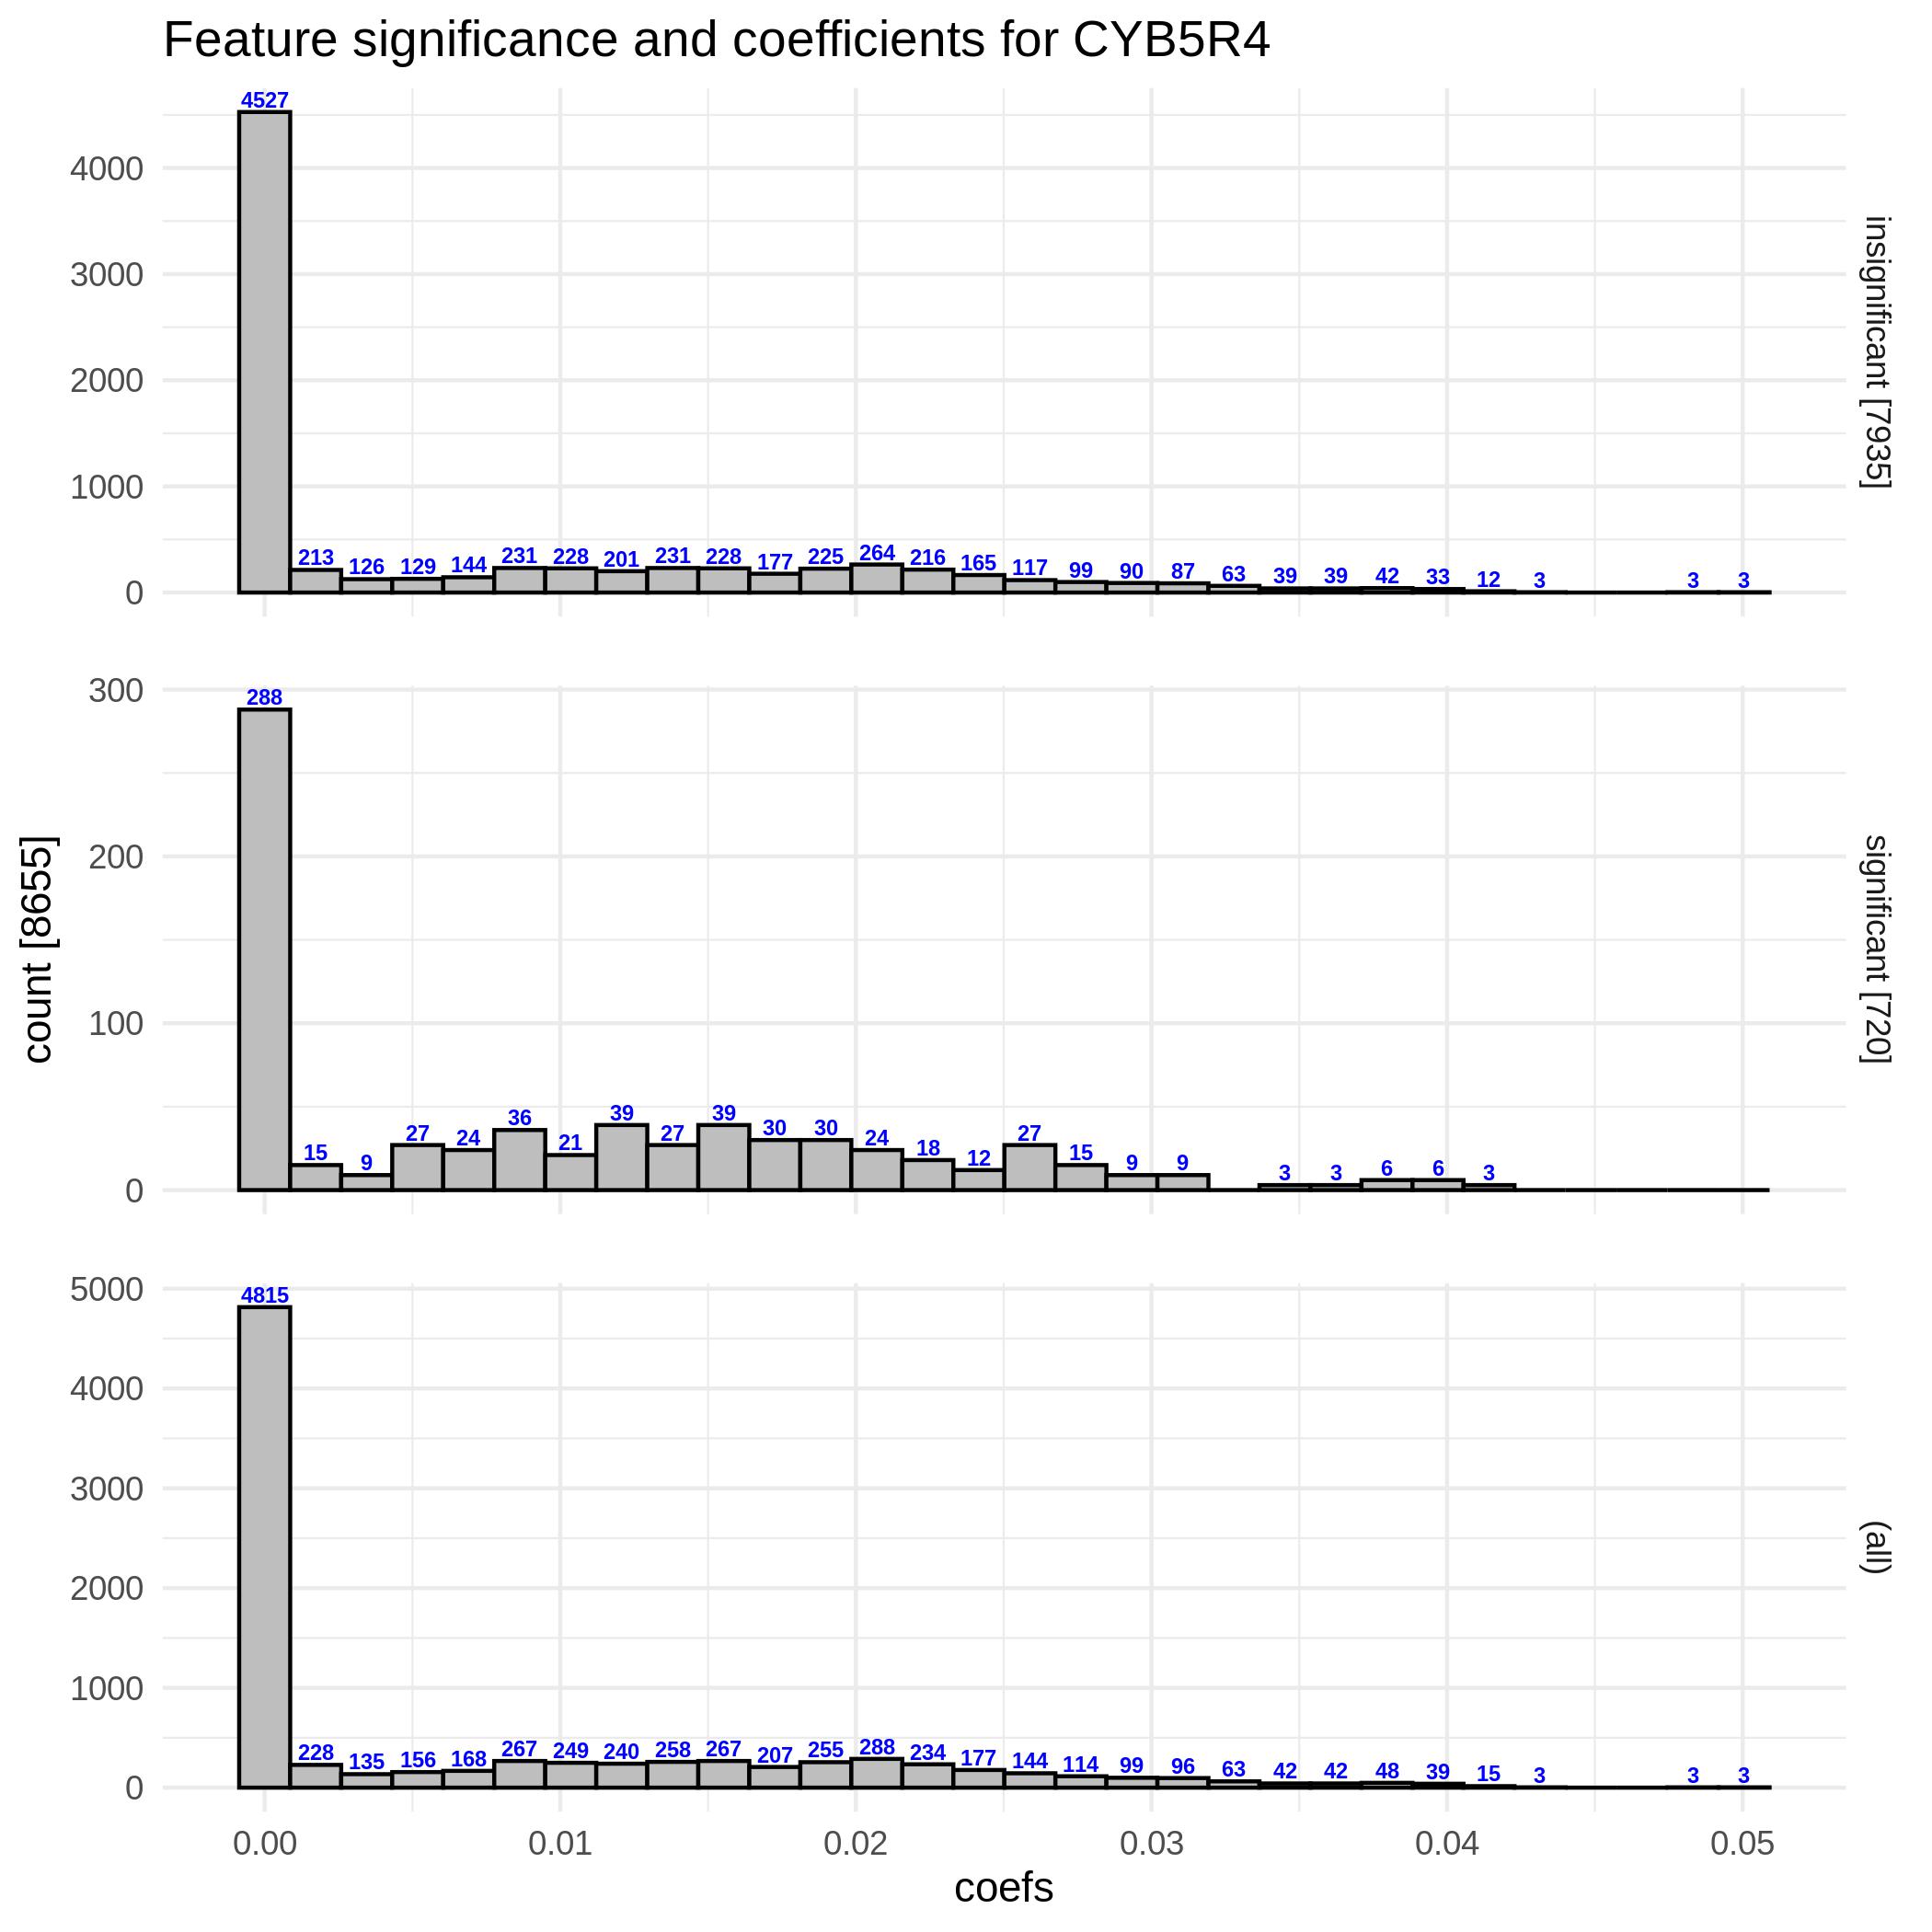 Feature significance and coefficients for CYB5R4
4527
4000
3000
2000
1000
0
213 126 129 144 231 228 201 231 228 177 225 264 216 165 117 99 90 87 63 39 39 42 33 12 3 3 3
insignificant [7935]
300
288
200
100
0
15 9 27 24 36 21 39 27 39 30 30 24 18 12 27 15 9 9 3 3 6 6 3
significant [720]
count [8655]
5000
4815
4000
3000
2000
1000
0
228 135 156 168 267 249 240 258 267 207 255 288 234 177 144 114 99 96 63 42 42 48 39 15 3 3 3
(all)
0.00 0.01 0.02 0.03 0.04 0.05
coefs